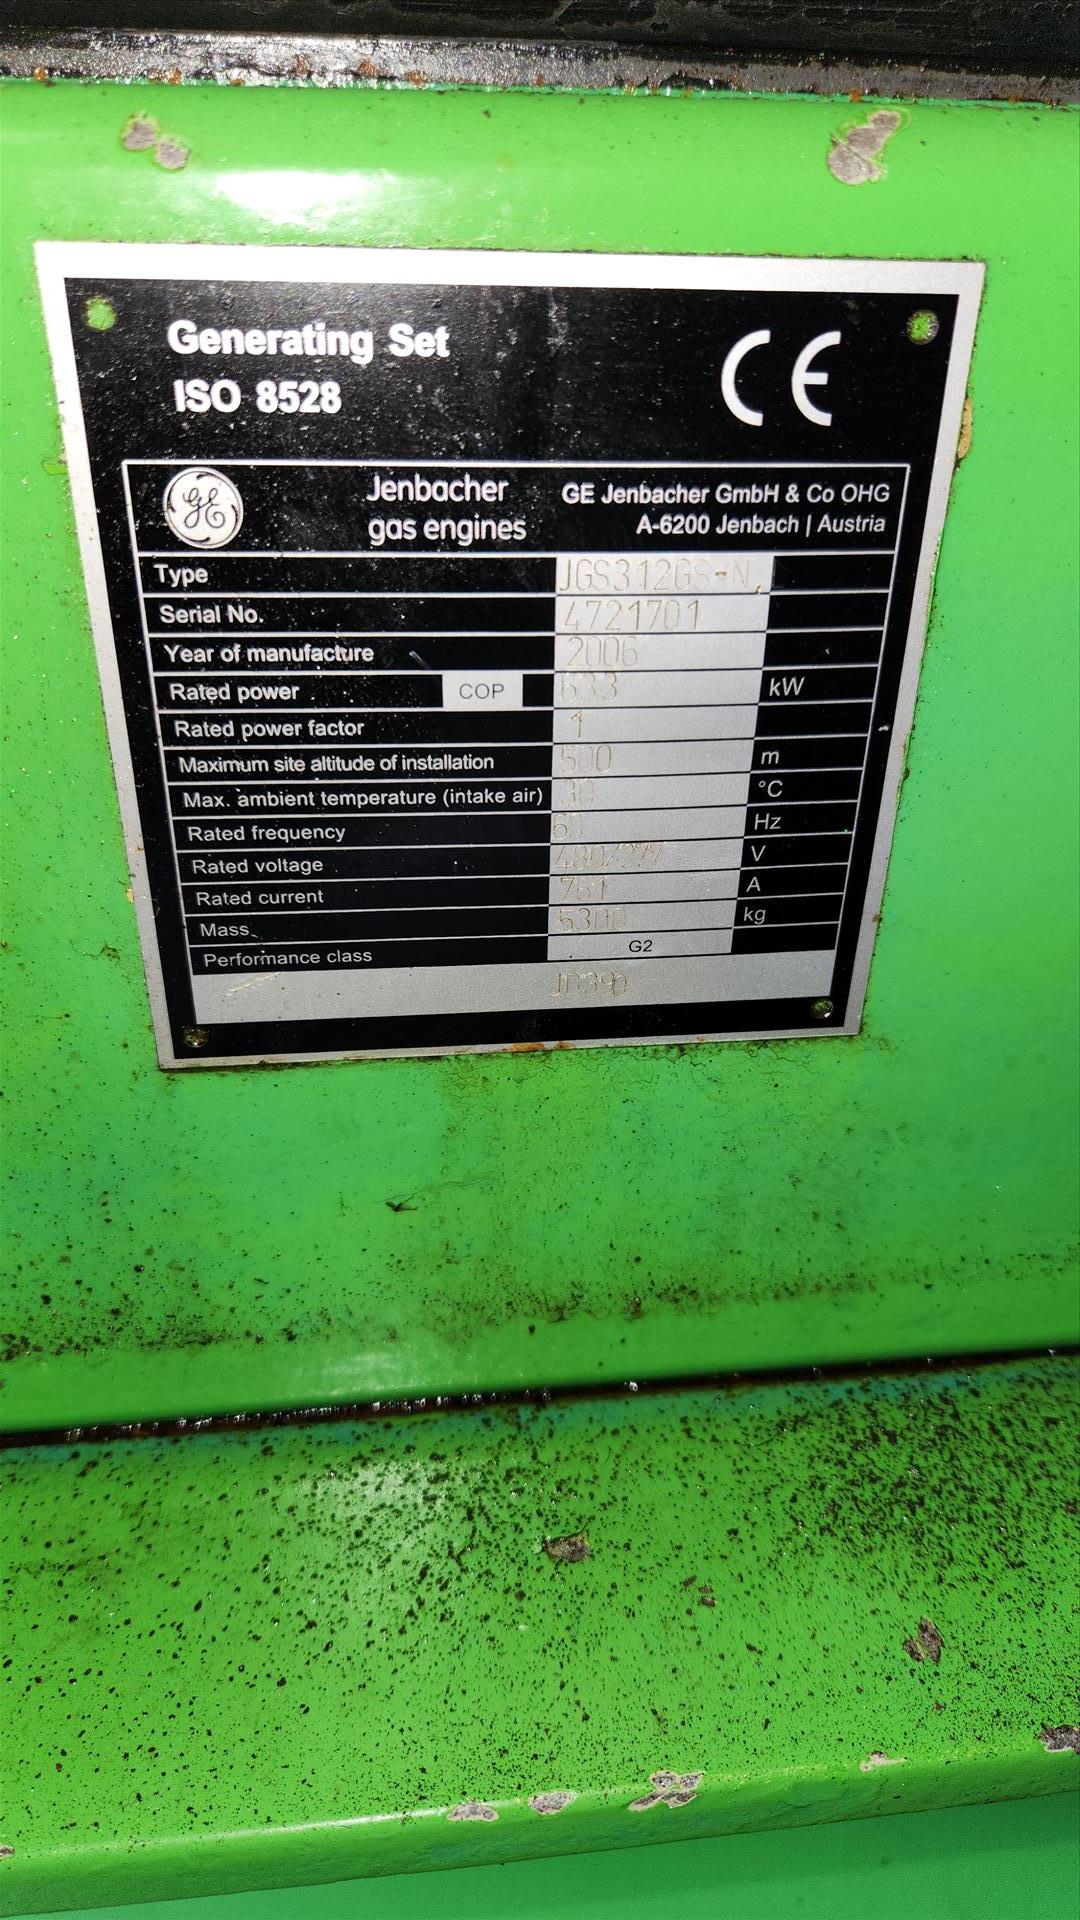 Generating Set
ISO 8528
CE
GE Jenbacher gas engines
GE Jenbacher GmbH & Co OHG
A-6200 Jenbach | Austria
Type JGS312GS-N.
Serial No. 4721701
Year of manufacture 2006
Rated power COP 633 kW
Rated power factor 1
Maximum site altitude of installation 500 m
Max. ambient temperature (intake air) 30 °C
Rated frequency 60 Hz
Rated voltage 480/277 V
Rated current 761 A
Mass 5300 kg
Performance class G2
JD390